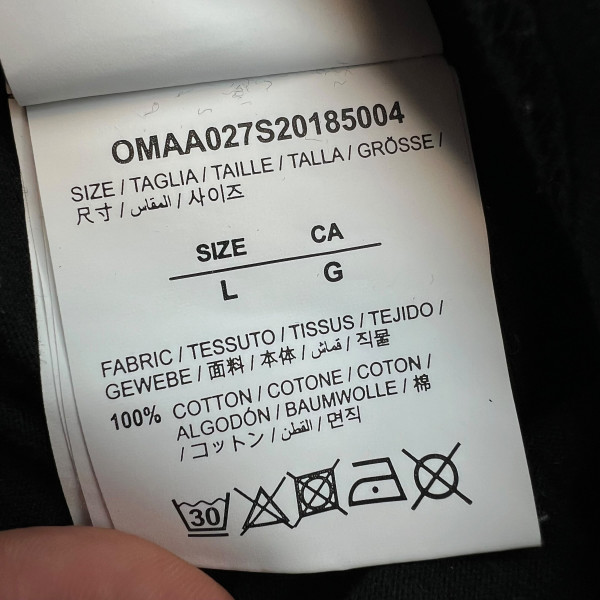 OMAA027S20185004
SIZE / TAGLIA / TAILLE / TALLA / GRÖSSE /
尺寸 / المقاس / 사이즈
SIZE CA
L G
FABRIC / TESSUTO / TISSUS / TEJIDO /
GEWEBE / 面料 / 本体 / قماش / 직물
100% COTTON / COTONE / COTON /
ALGODÓN / BAUMWOLLE / 棉
/ コットン / القطن / 면직
30